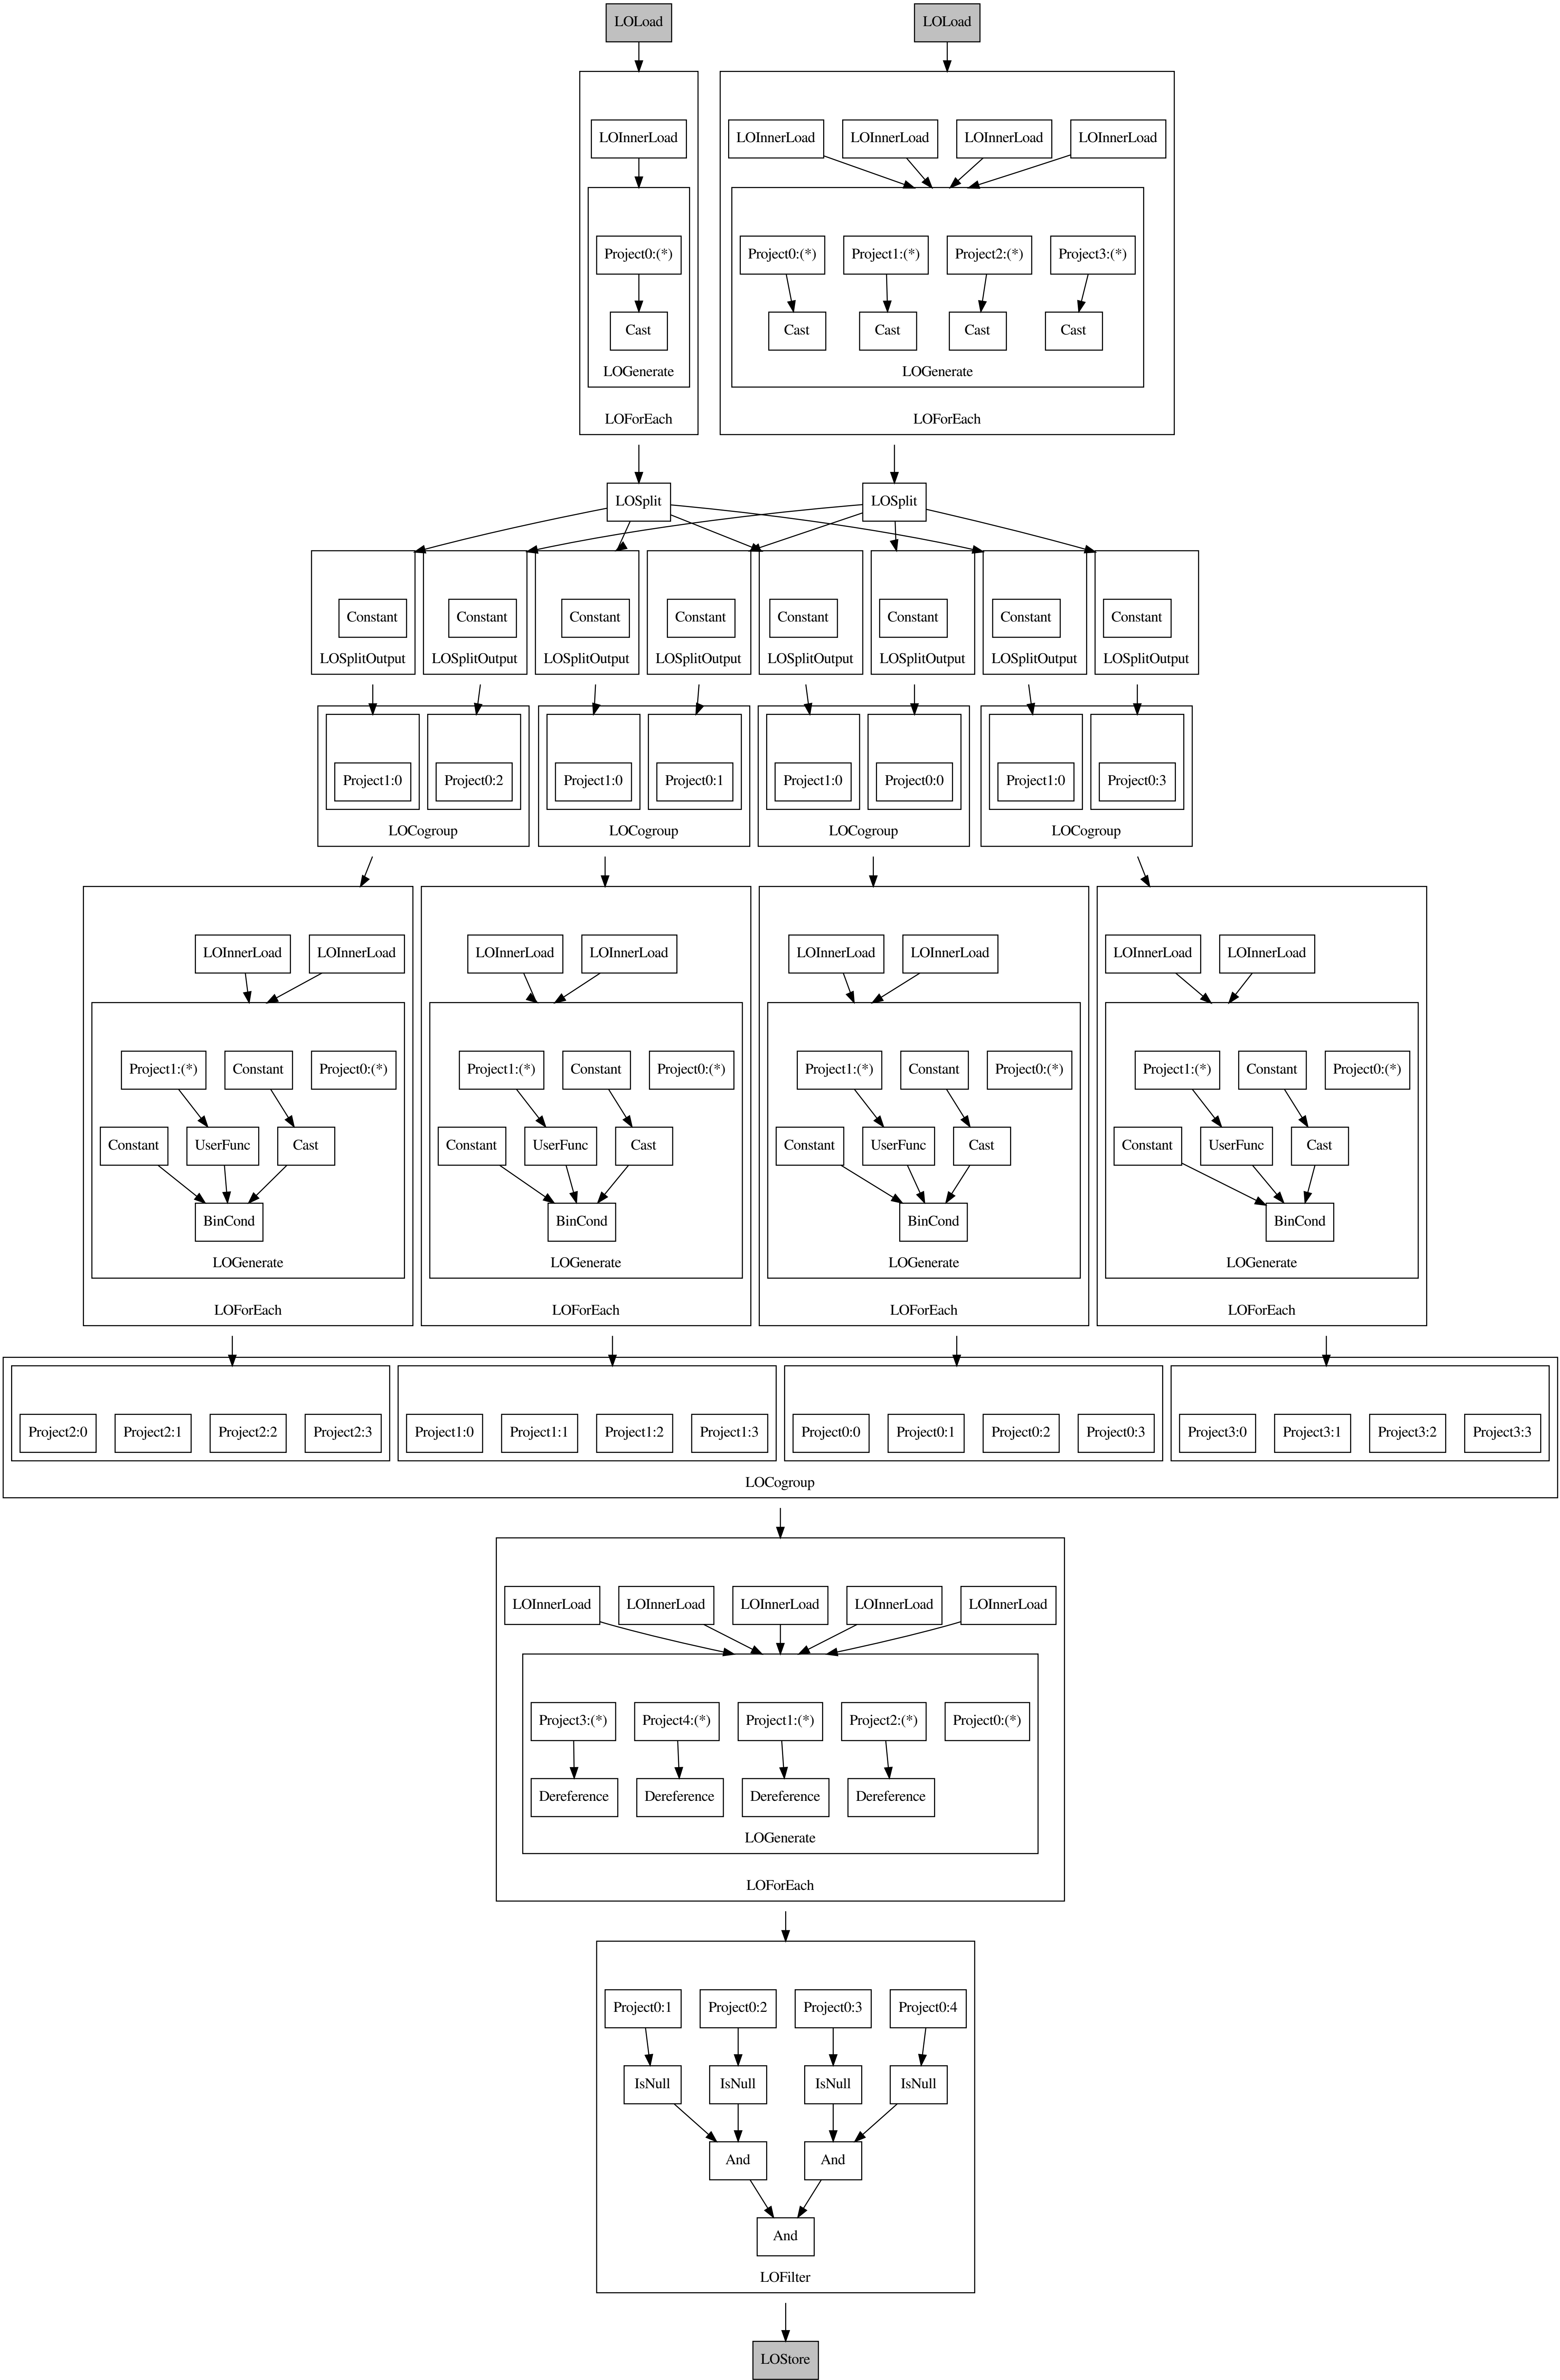 LOLoad LOLoad
LOInnerLoad LOInnerLoad LOInnerLoad LOInnerLoad LOInnerLoad
Project0:(*) Project0:(*) Project1:(*) Project2:(*) Project3:(*)
Cast Cast Cast Cast Cast
LOGenerate LOGenerate
LOForEach LOForEach
LOSplit LOSplit
Constant Constant Constant Constant Constant Constant Constant Constant
LOSplitOutput LOSplitOutput LOSplitOutput LOSplitOutput LOSplitOutput LOSplitOutput LOSplitOutput LOSplitOutput
Project1:0 Project0:2 Project1:0 Project0:1 Project1:0 Project0:0 Project1:0 Project0:3
LOCogroup LOCogroup LOCogroup LOCogroup
LOInnerLoad LOInnerLoad LOInnerLoad LOInnerLoad LOInnerLoad LOInnerLoad LOInnerLoad LOInnerLoad
Project1:(*) Constant Project0:(*) Project1:(*) Constant Project0:(*) Project1:(*) Constant Project0:(*) Project1:(*) Constant Project0:(*)
Constant UserFunc Cast Constant UserFunc Cast Constant UserFunc Cast Constant UserFunc Cast
BinCond BinCond BinCond BinCond
LOGenerate LOGenerate LOGenerate LOGenerate
LOForEach LOForEach LOForEach LOForEach
Project2:0 Project2:1 Project2:2 Project2:3 Project1:0 Project1:1 Project1:2 Project1:3 Project0:0 Project0:1 Project0:2 Project0:3 Project3:0 Project3:1 Project3:2 Project3:3
LOCogroup
LOInnerLoad LOInnerLoad LOInnerLoad LOInnerLoad LOInnerLoad
Project3:(*) Project4:(*) Project1:(*) Project2:(*) Project0:(*)
Dereference Dereference Dereference Dereference
LOGenerate
LOForEach
Project0:1 Project0:2 Project0:3 Project0:4
IsNull IsNull IsNull IsNull
And And
And
LOFilter
LOStore